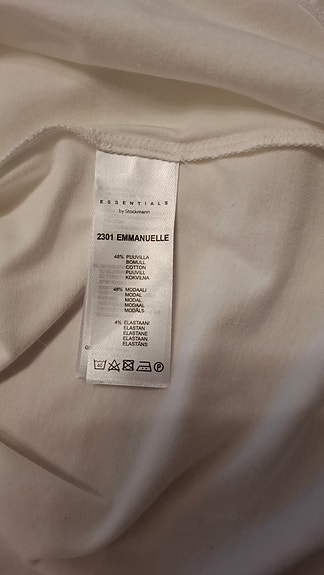 ESSENTIALS
by Stockmann
2301 EMMANUELLE
48% PUUVILLA
BOMULL
COTTON
PUUVILL
KOKVILNA
48% MODAALI
MODAL
MODAL
MODAAL
MODĀLS
4% ELASTAANI
ELASTAN
ELASTANE
ELASTAAN
ELASTĀNS
40
P